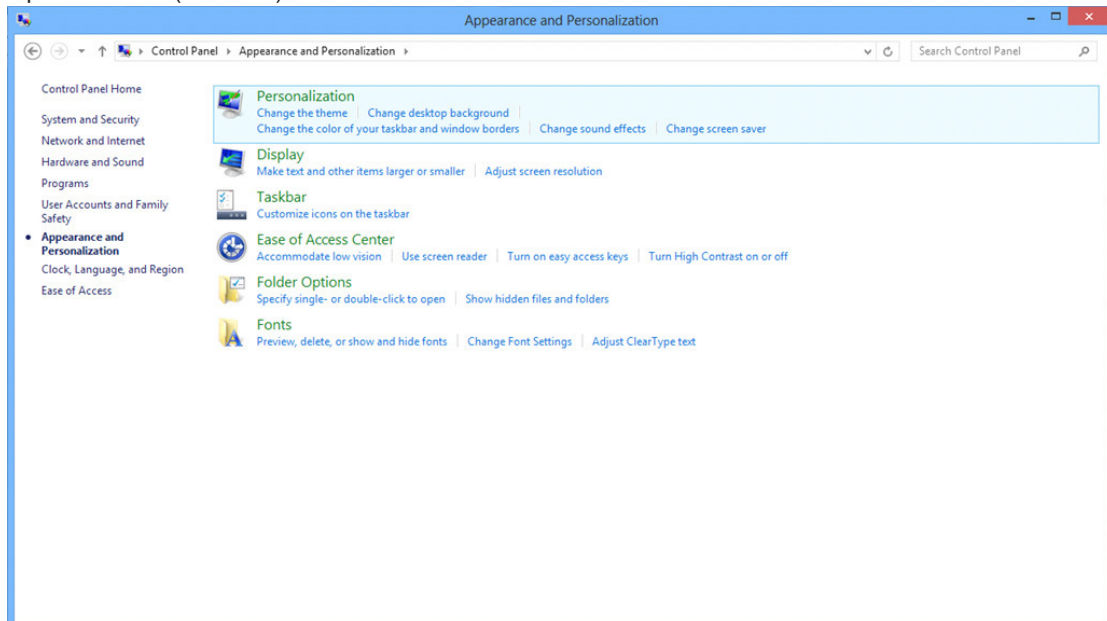 Appearance and Personalization
Control Panel Appearance and Personalization
Search Control Panel
Control Panel Home
System and Security
Network and Internet
Hardware and Sound
Programs
User Accounts and Family
Safety
Appearance and
Personalization
Clock, Language, and Region
Ease of Access
Personalization
Change the theme Change desktop background
Change the color of your taskbar and window borders Change sound effects Change screen saver
Display
Make text and other items larger or smaller Adjust screen resolution
Taskbar
Customize icons on the taskbar
Ease of Access Center
Accommodate low vision Use screen reader Turn on easy access keys Turn High Contrast on or off
Folder Options
Specify single- or double-click to open Show hidden files and folders
Fonts
Preview, delete, or show and hide fonts Change Font Settings Adjust ClearType text